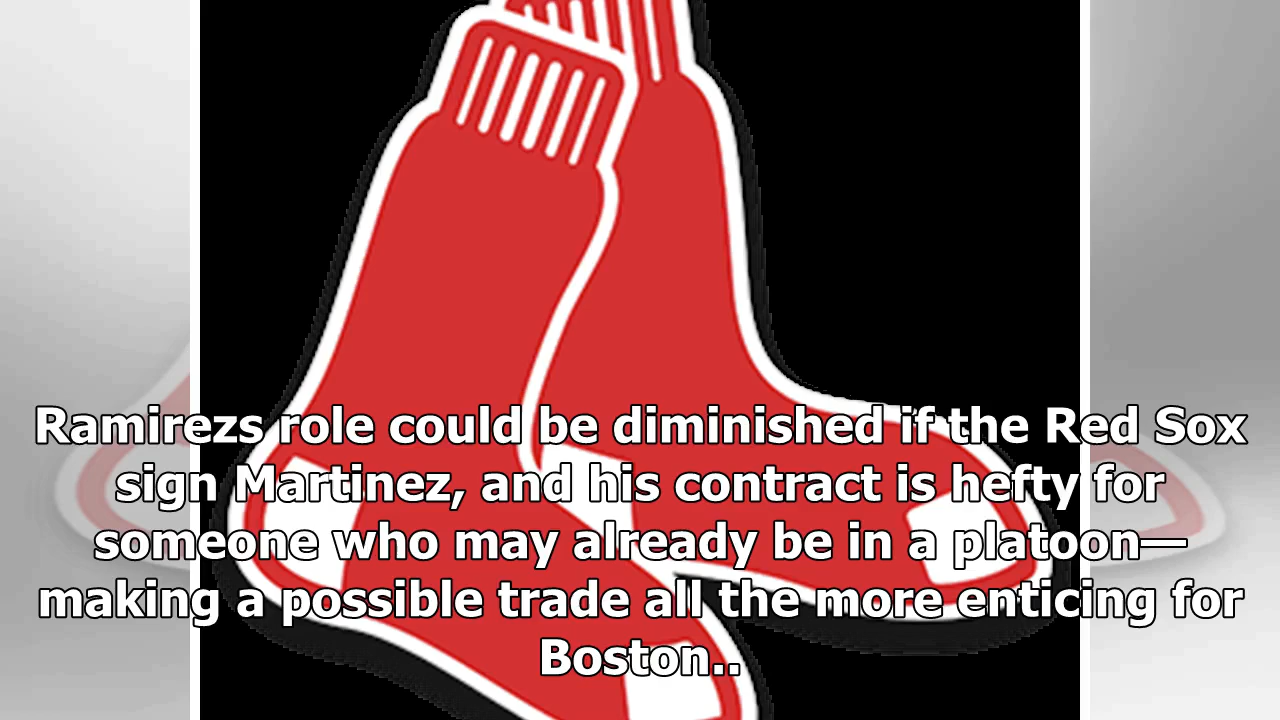 Ramirezs role could be diminished if the Red Sox
sign Martinez, and his contract is hefty for
someone who may already be in a platoon—
making a possible trade all the more enticing for
Boston..